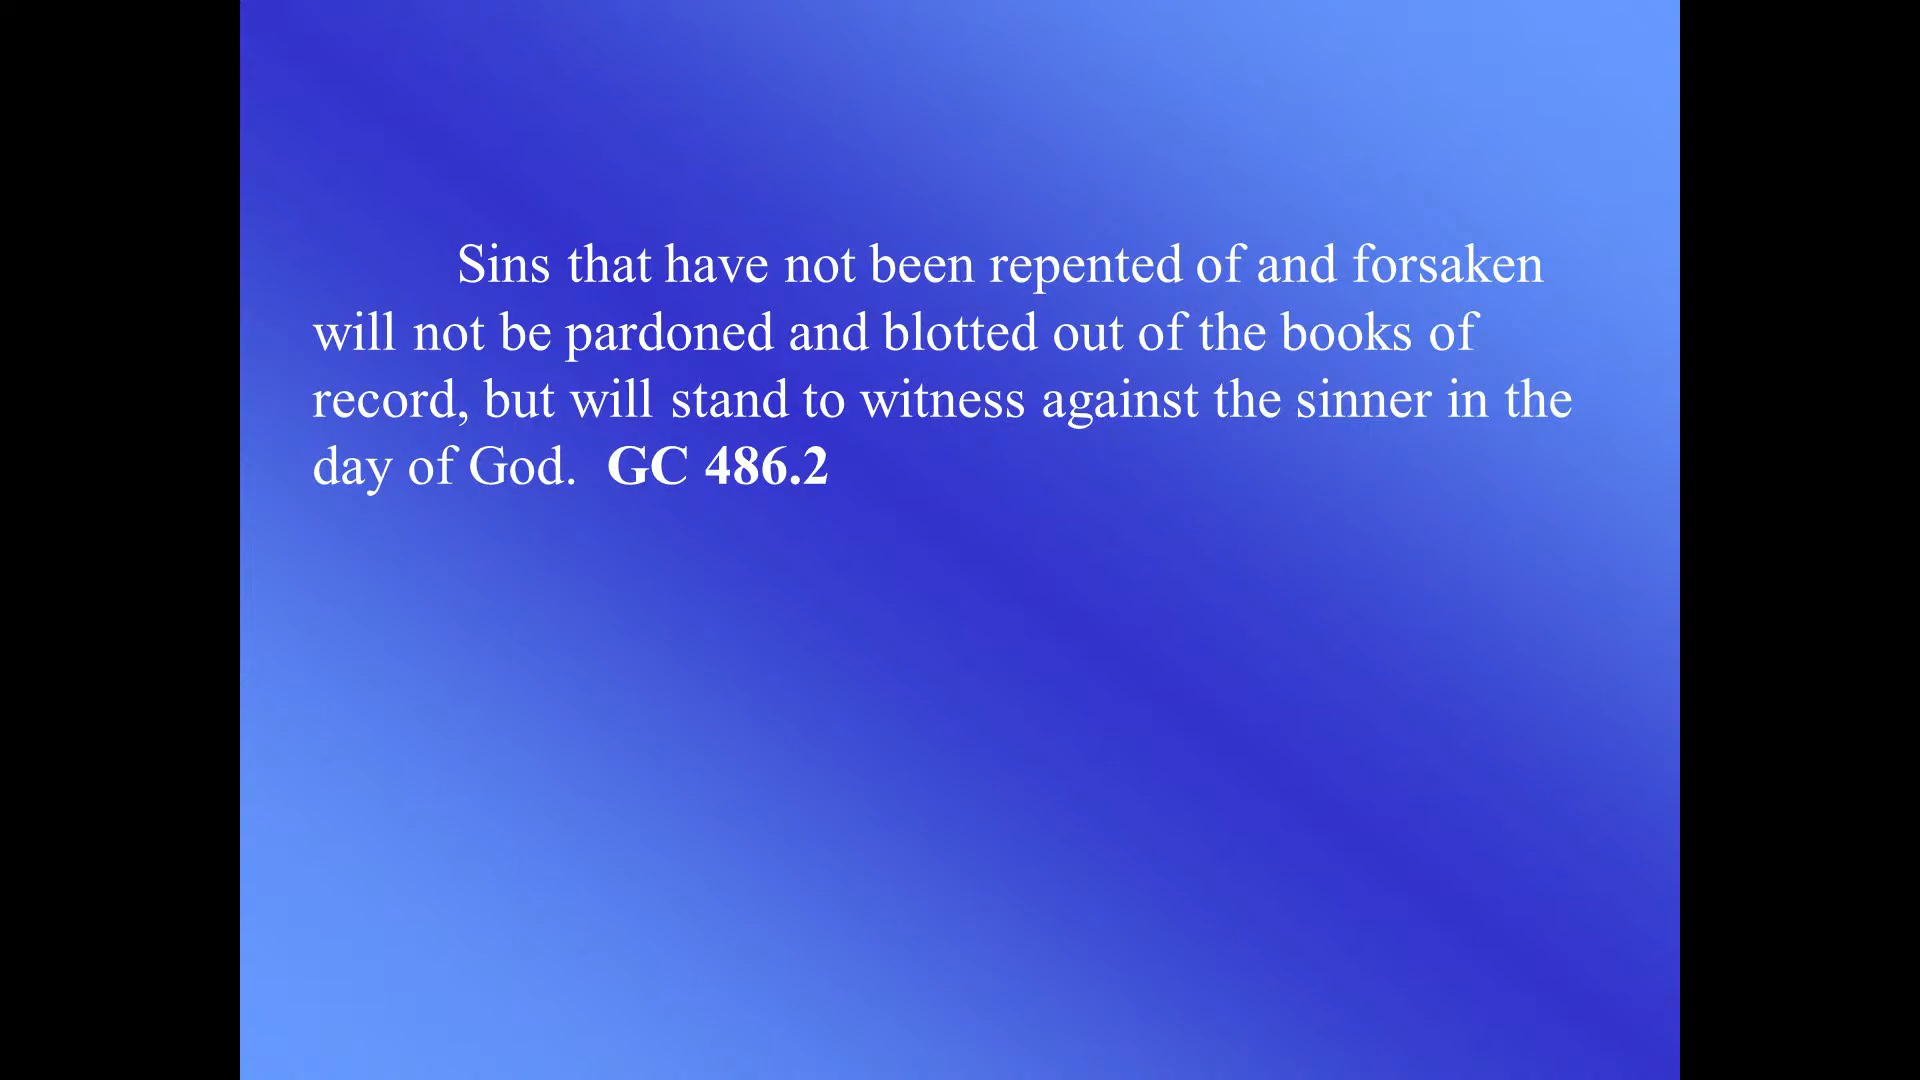 Sins that have not been repented of and forsaken
will not be pardoned and blotted out of the books of
record, but will stand to witness against the sinner in the
day of God. GC 486.2